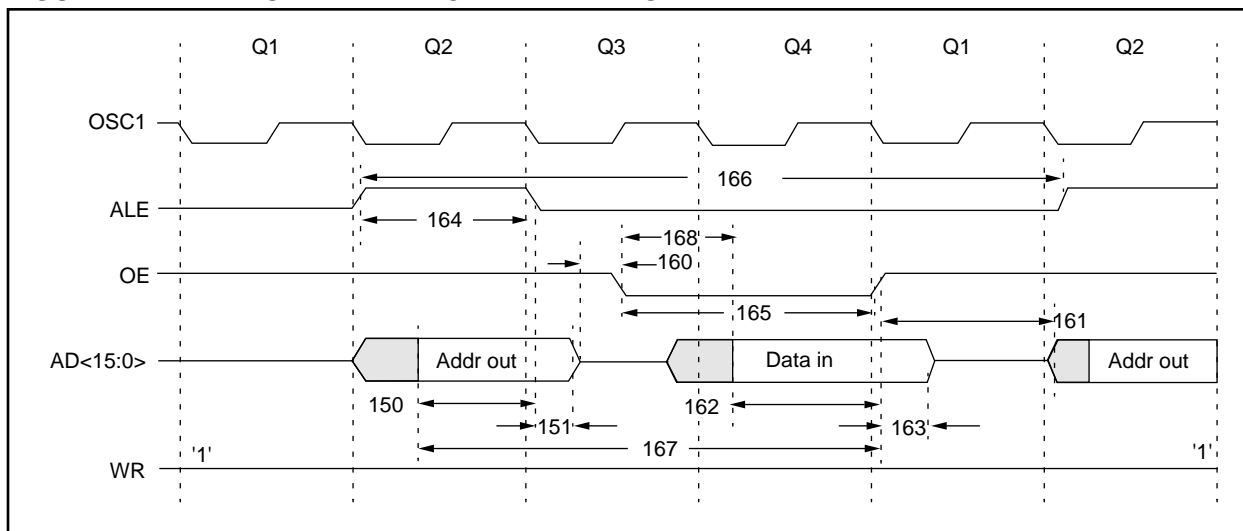 Q1 Q2 Q3 Q4 Q1 Q2
OSC1
166
ALE
164
168
160
OE
165
161
AD<15:0>
Addr out
Data in
Addr out
150
162
151
163
167
'1'
'1'
WR